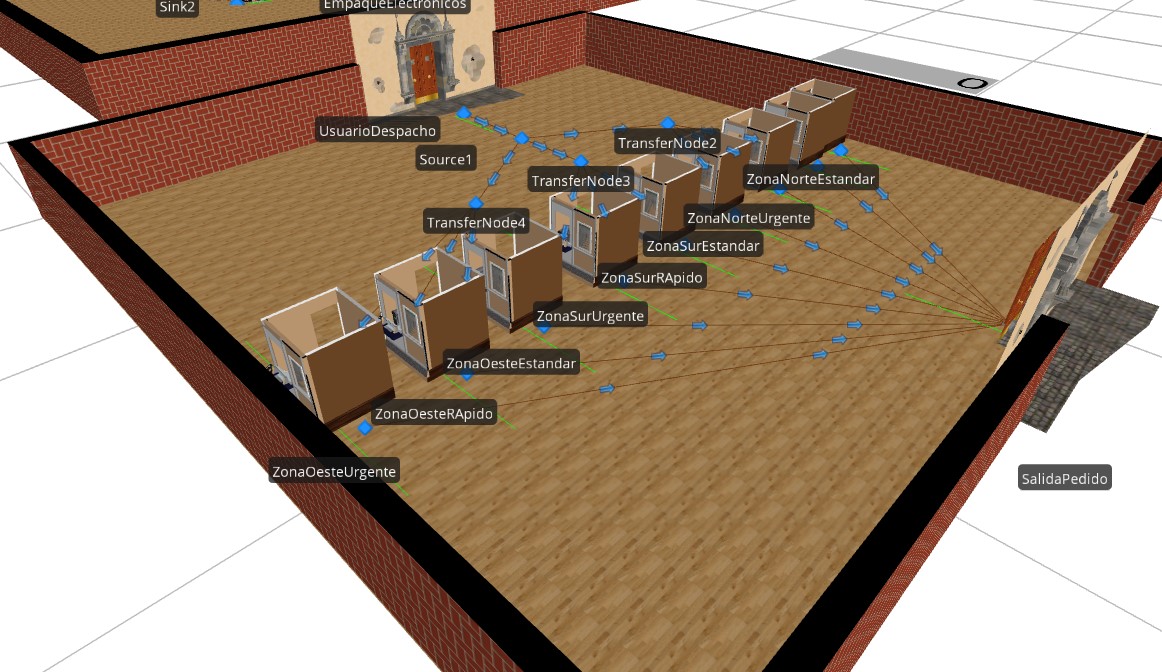 Sink2
EmpaqueElectronicos
UsuarioDespacho
Source1
TransferNode2
TransferNode3
ZonaNorteEstandar
TransferNode4
ZonaNorteUrgente
ZonaSurEstandar
ZonaSurRApido
ZonaSurUrgente
ZonaOesteEstandar
ZonaOesteRApido
ZonaOesteUrgente
SalidaPedido